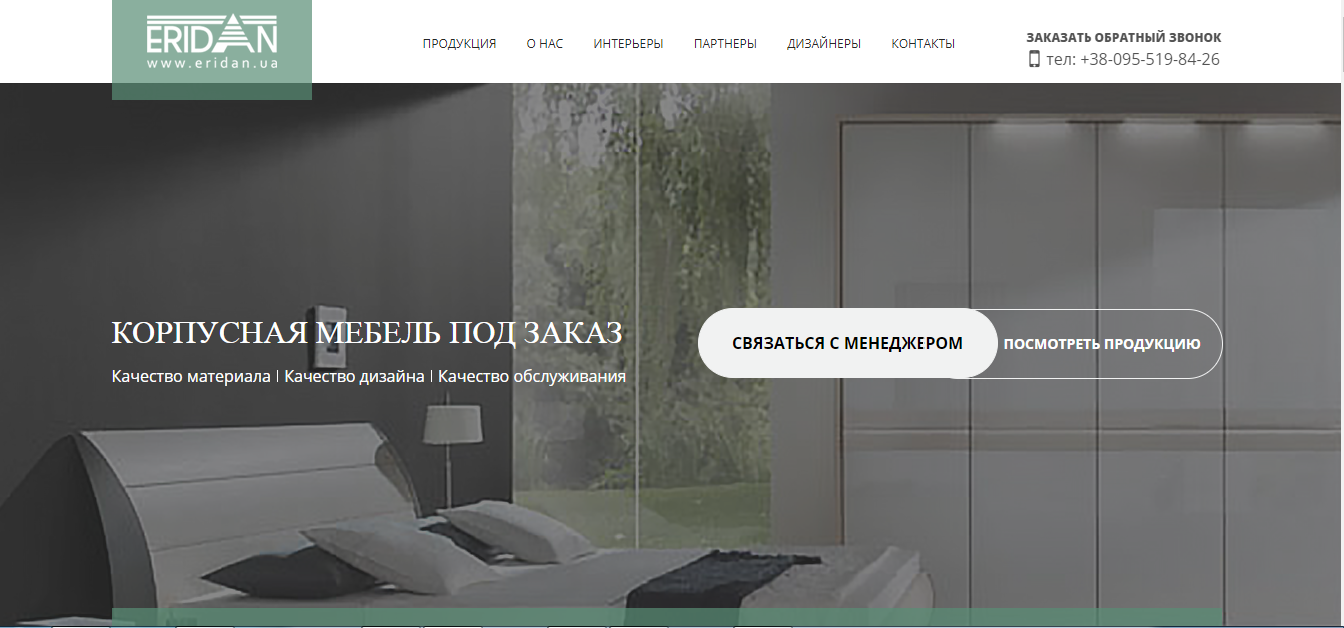 ERIDAN
www.eridan.ua
ПРОДУКЦИЯ О НАС ИНТЕРЬЕРЫ ПАРТНЕРЫ ДИЗАЙНЕРЫ КОНТАКТЫ
ЗАКАЗАТЬ ОБРАТНЫЙ ЗВОНОК
тел: +38-095-519-84-26
КОРПУСНАЯ МЕБЕЛЬ ПОД ЗАКАЗ
Качество материала | Качество дизайна | Качество обслуживания
СВЯЗАТЬСЯ С МЕНЕДЖЕРОМ
ПОСМОТРЕТЬ ПРОДУКЦИЮ